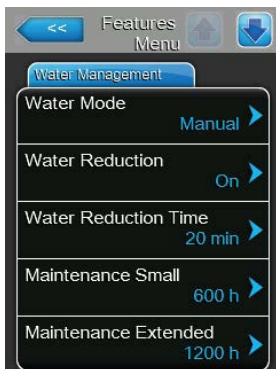 <<
Features
Menu
Water Management
Water Mode
Manual
Water Reduction
On
Water Reduction Time
20 min
Maintenance Small
600 h
Maintenance Extended
1200 h